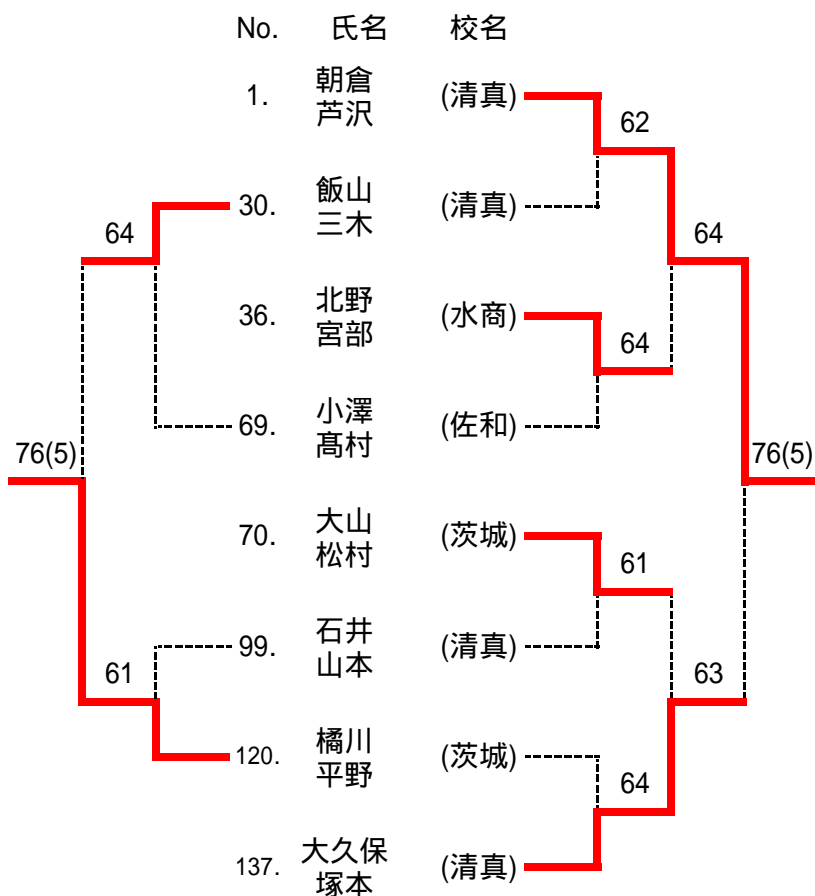 No. 氏名 校名
1. 朝倉 芦沢 (清真)
62
30. 飯山 三木 (清真)
64
64
36. 北野 宮部 (水商)
64
69. 小澤 髙村 (佐和)
76(5)
76(5)
70. 大山 松村 (茨城)
61
99. 石井 山本 (清真)
61
63
120. 橘川 平野 (茨城)
64
137. 大久保 塚本 (清真)